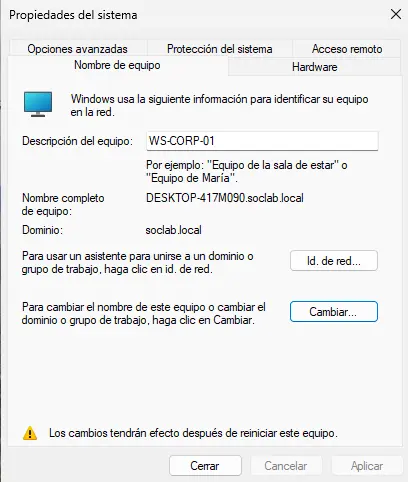 Propiedades del sistema
Opciones avanzadas
Protección del sistema
Acceso remoto
Nombre de equipo
Hardware
Windows usa la siguiente información para identificar su equipo
en la red.
Descripción del equipo:
WS-CORP-01
Por ejemplo: "Equipo de la sala de estar" o
"Equipo de María".
Nombre completo
de equipo:
DESKTOP-417M090.soclab.local
Dominio:
soclab.local
Para usar un asistente para unirse a un dominio o
grupo de trabajo, haga clic en id. de red.
Id. de red...
Para cambiar el nombre de este equipo o cambiar el
dominio o grupo de trabajo, haga clic en Cambiar.
Cambiar...
Los cambios tendrán efecto después de reiniciar este equipo.
Cerrar
Cancelar
Aplicar